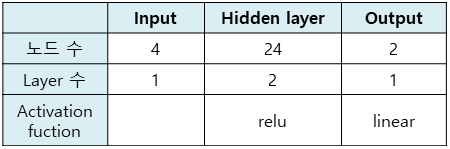 Input Hidden layer Output
노드 수 4 24 2
Layer 수 1 2 1
Activation
fuction relu linear